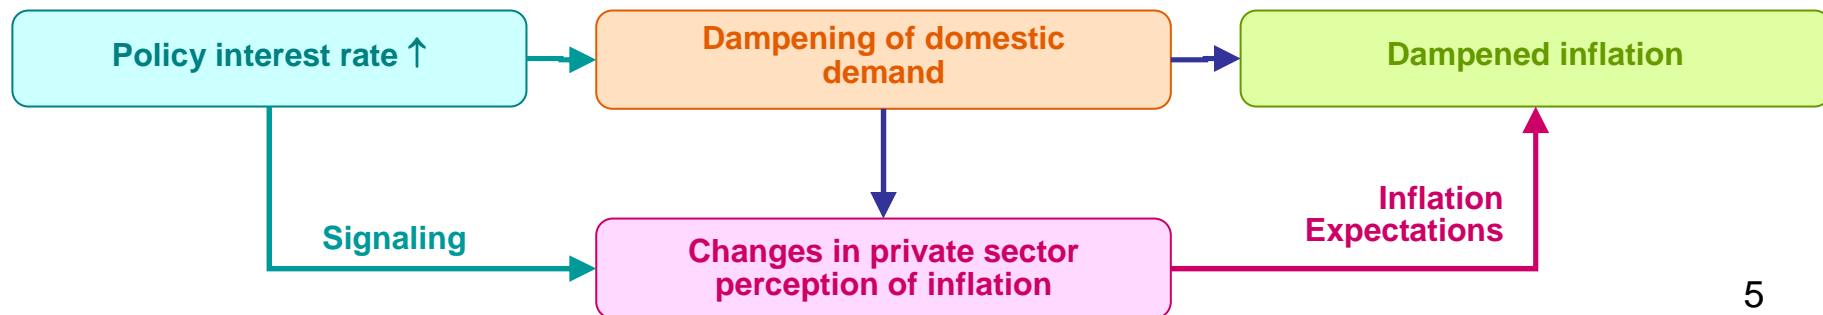 Policy interest rate ↑
Dampening of domestic
demand
Dampened inflation
Signaling
Changes in private sector
perception of inflation
Inflation
Expectations
5